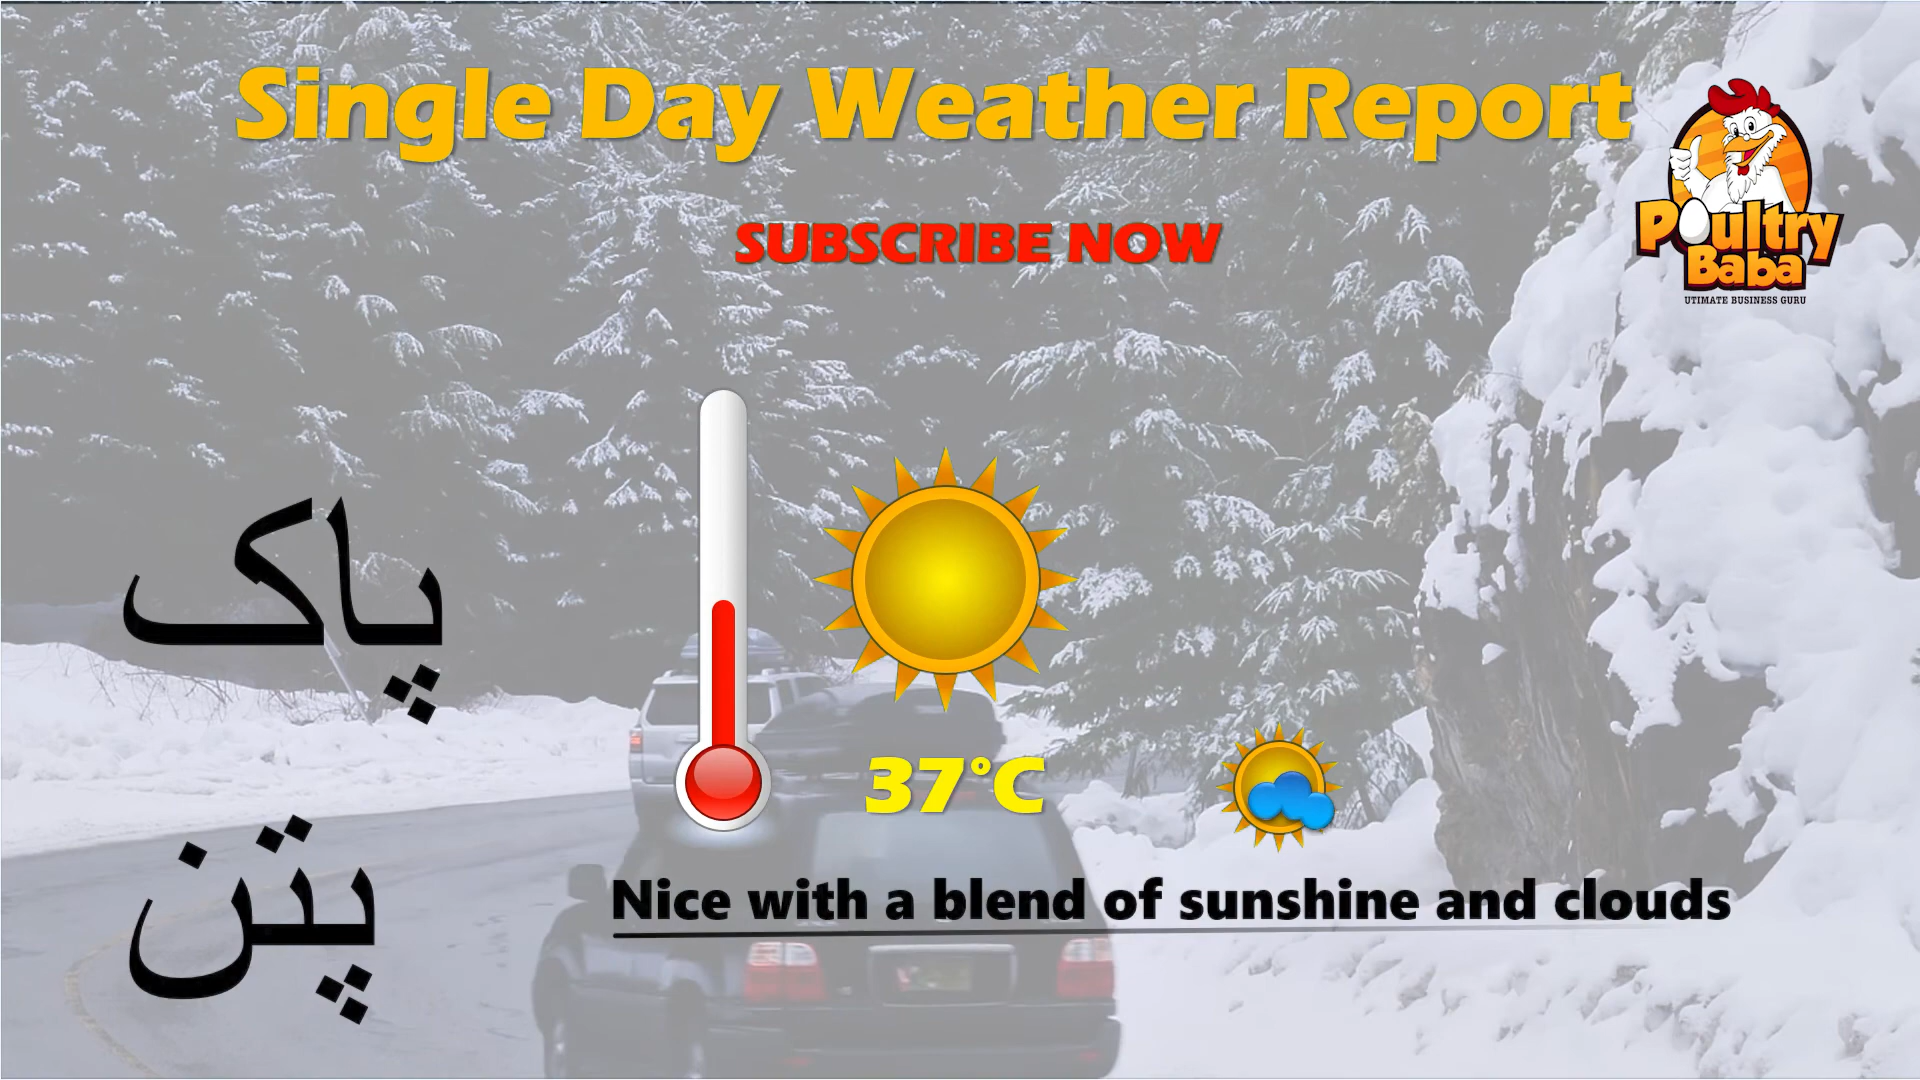 Single Day Weather Report
SUBSCRIBE NOW
Poultry
Baba
UTIMATE BUSINESS GURU
پاک
پتن
37°C
Nice with a blend of sunshine and clouds